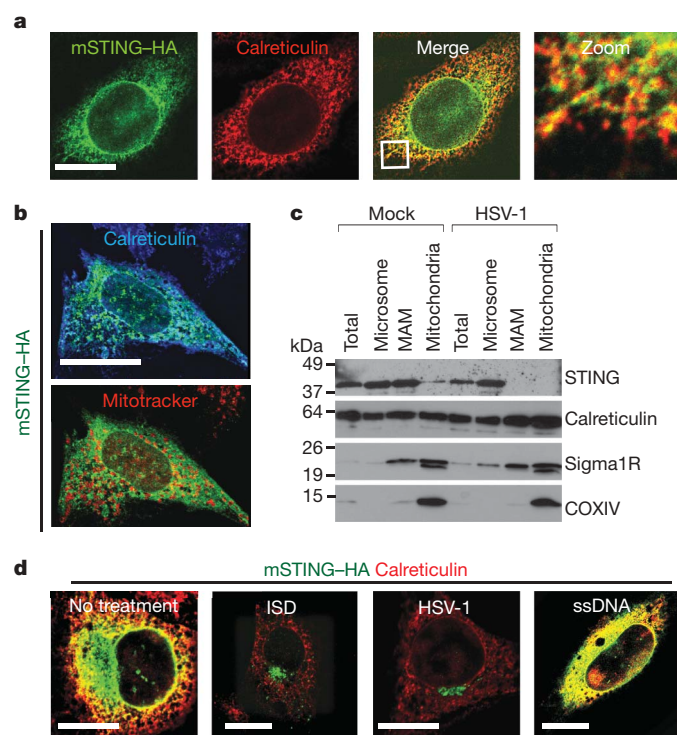 a
mSTING–HA Calreticulin Merge Zoom
b
mSTING–HA
Calreticulin
Mitotracker
c
Mock HSV-1
kDa
Total
Microsome
MAM
Mitochondria
Total
Microsome
MAM
Mitochondria
49
37
STING
64
Calreticulin
26
19
Sigma1R
15
COXIV
d
mSTING–HA Calreticulin
No treatment ISD HSV-1 ssDNA